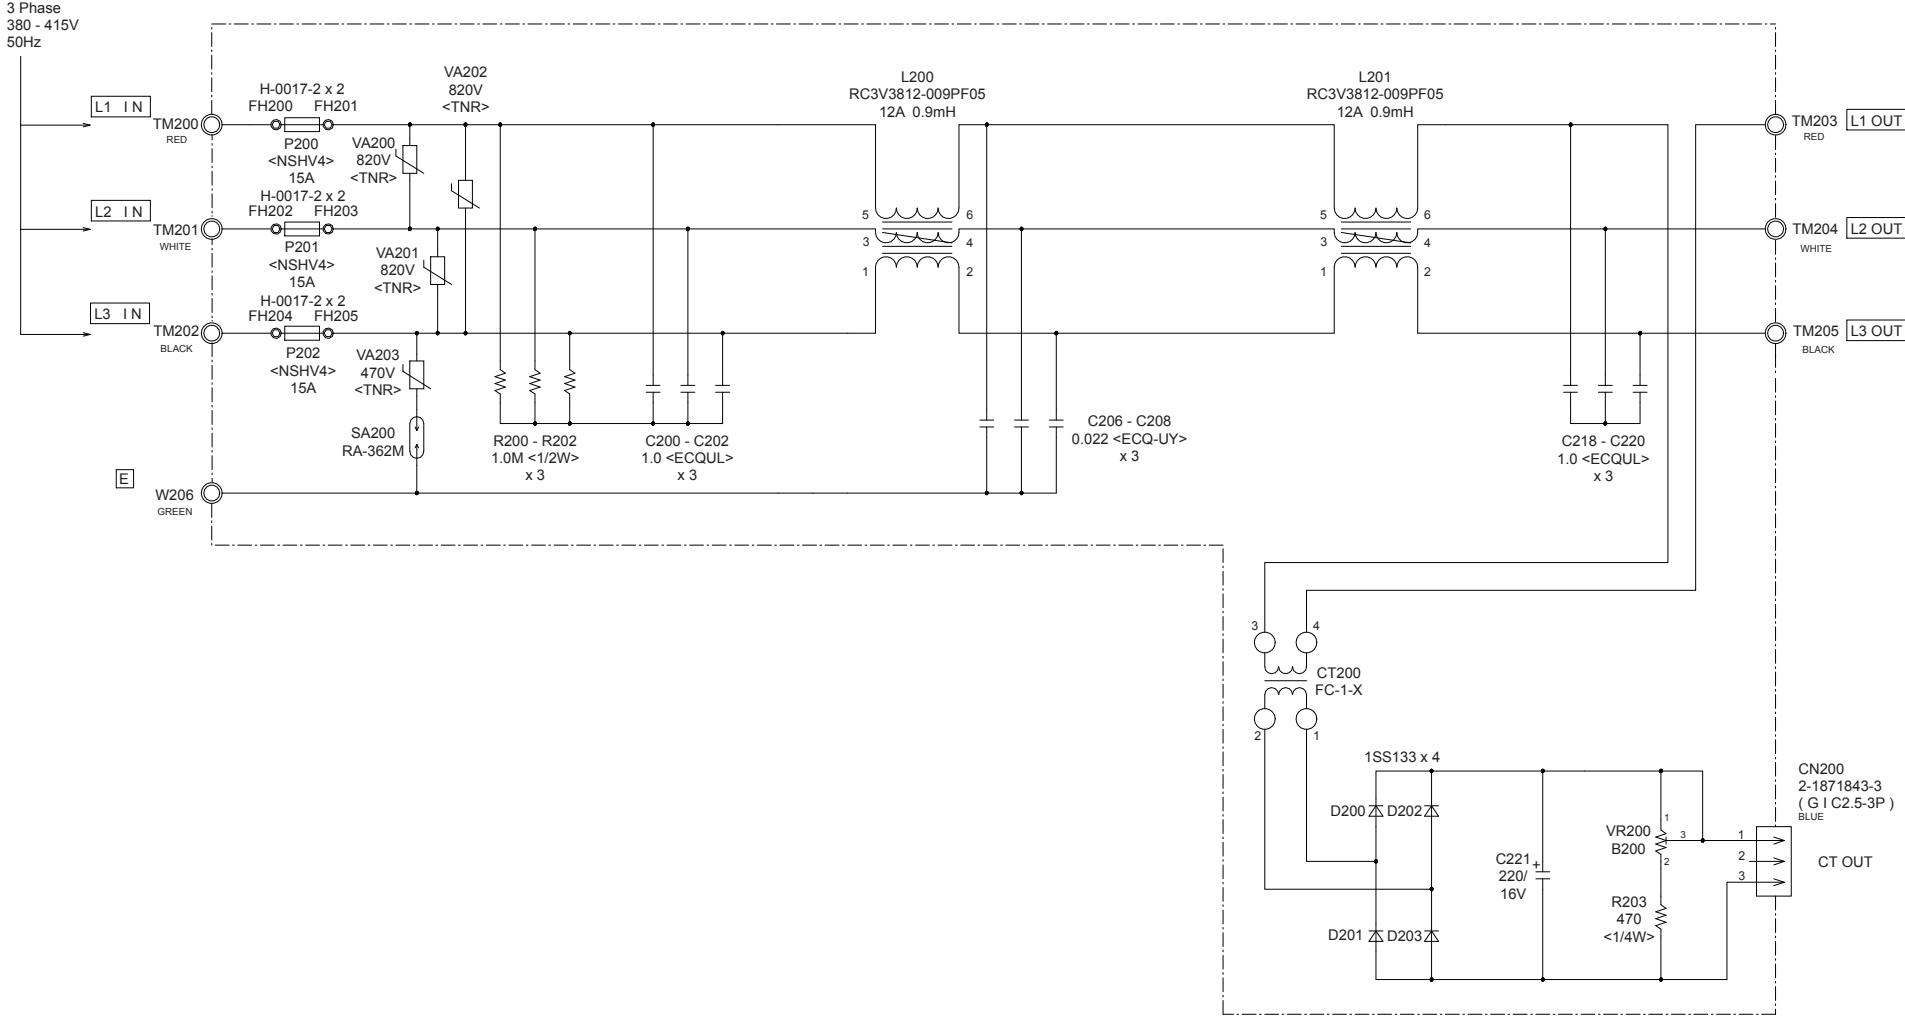 3 Phase
380 - 415V
50Hz
L1 IN
TM200
RED
H-0017-2 x 2
FH200 FH201
P200
<NSHV4>
15A
VA200
820V
<TNR>
VA202
820V
<TNR>
L2 IN
TM201
WHITE
H-0017-2 x 2
FH202 FH203
P201
<NSHV4>
15A
VA201
820V
<TNR>
L3 IN
TM202
BLACK
H-0017-2 x 2
FH204 FH205
P202
<NSHV4>
15A
VA203
470V
<TNR>
SA200
RA-362M
E
W206
GREEN
R200 - R202
1.0M <1/2W>
x 3
C200 - C202
1.0 <ECQUL>
x 3
L200
RC3V3812-009PF05
12A 0.9mH
5 6
3 4
1 2
C206 - C208
0.022 <ECQ-UY>
x 3
L201
RC3V3812-009PF05
12A 0.9mH
5 6
3 4
1 2
C218 - C220
1.0 <ECQUL>
x 3
TM203
RED
L1 OUT
TM204
WHITE
L2 OUT
TM205
BLACK
L3 OUT
3 4
CT200
FC-1-X
2 1
1SS133 x 4
D200 D202
D201 D203
C221
+
220/
16V
VR200
B200
1
3
2
R203
470
<1/4W>
CN200
2-1871843-3
( G I C2.5-3P )
BLUE
1
2
3
CT OUT